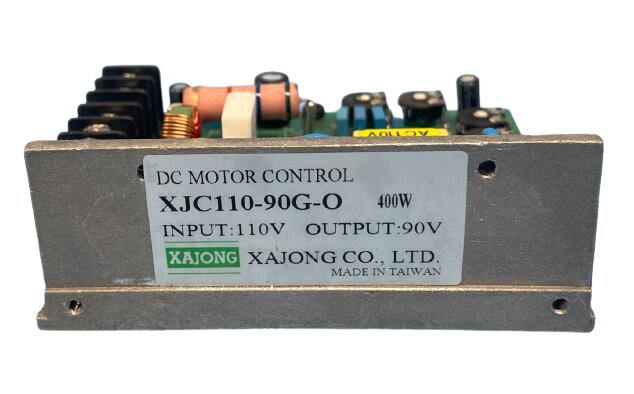 AC110V
DC MOTOR CONTROL
XJC110-90G-O 400W
INPUT:110V OUTPUT:90V
XAJONG XAJONG CO., LTD.
MADE IN TAIWAN